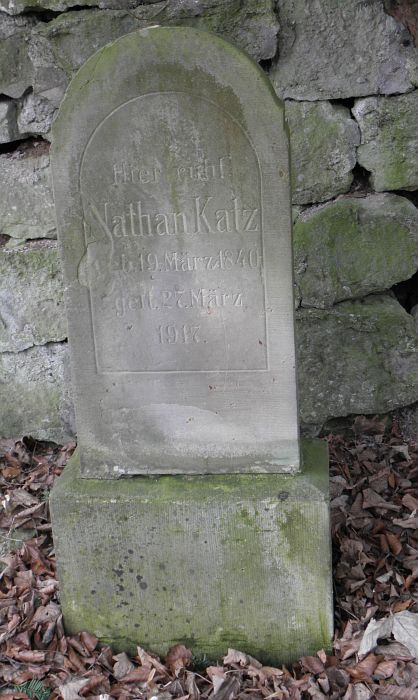 Hier ruht
Nathan Katz
geb. 19. März 1840
gest. 27. März
1917.